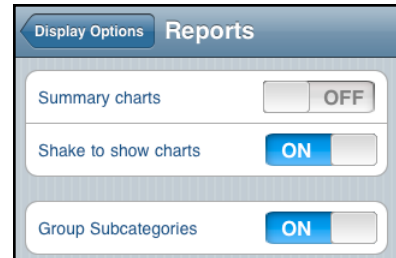 Display Options Reports
Summary charts OFF
Shake to show charts ON
Group Subcategories ON